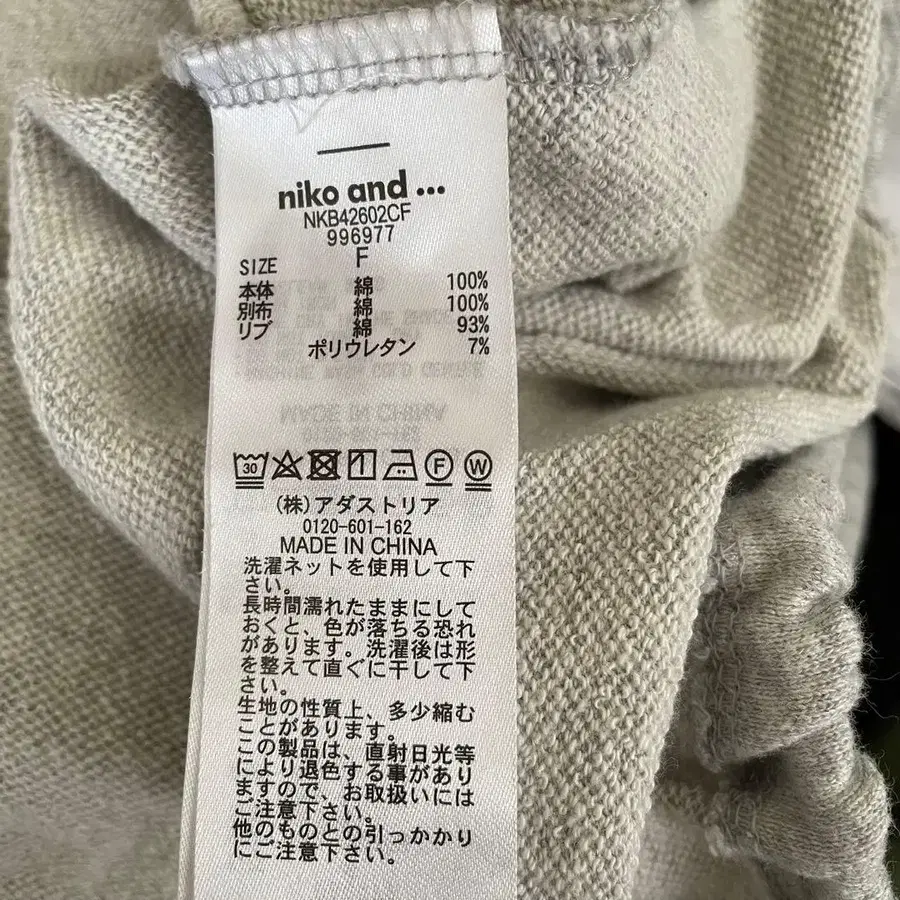 niko and ...
NKB42602CF
996977
SIZE F
本体 綿 100%
別布 綿 100%
リブ 綿 93%
ポリウレタン 7%
MADE IN CHINA
0120-601-162
30 F W
(株)アダストリア
0120-601-162
MADE IN CHINA
洗濯ネットを使用して下
さい。
長時間濡れたままにして
おくと、色が落ちる恐れ
があります。洗濯後は形
を整えて直ぐに干して下
さい。
生地の性質上、多少縮む
ことがあります。
この製品は、直射日光等
により退色する事があり
ますので、お取扱いには
ご注意下さい。
他のものとの引っかかり
にご注意下さい。